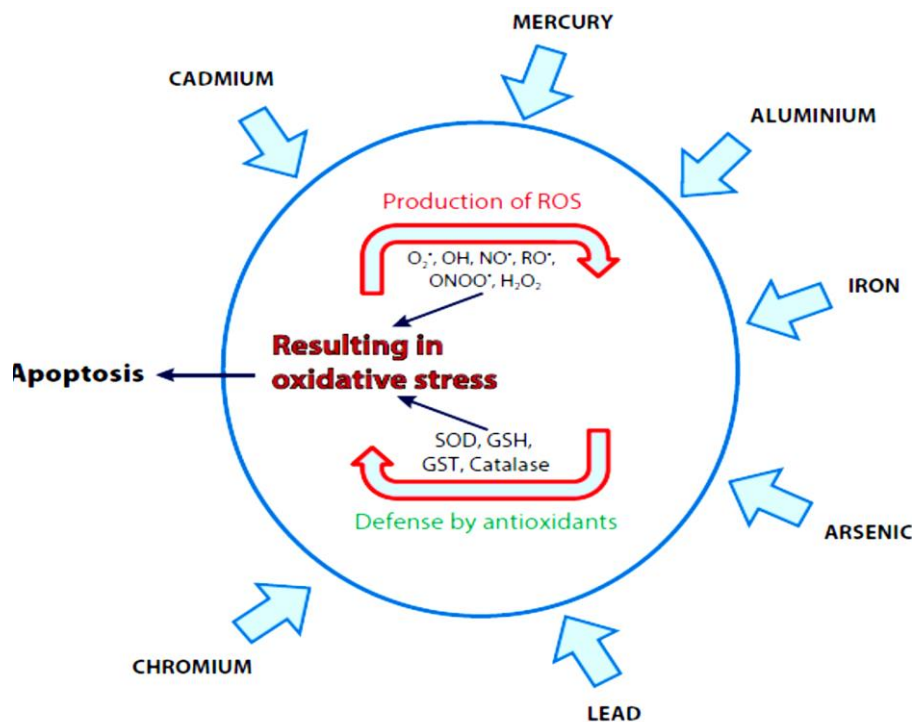 MERCURY
CADMIUM
ALUMINIUM
Production of ROS
O₂•, OH, NO•, RO•,
ONOO•, H₂O₂
IRON
Resulting in
oxidative stress
Apoptosis
SOD, GSH,
GST, Catalase
Defense by antioxidants
ARSENIC
CHROMIUM
LEAD